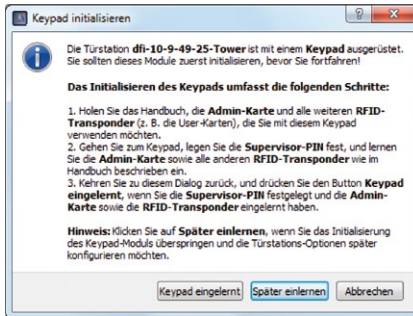 Keypad initialisieren
Die Türstation dfi-10-9-49-25-Tower ist mit einem Keypad ausgerüstet.
Sie sollten dieses Module zuerst initialisieren, bevor Sie fortfahren!
Das Initialisieren des Keypads umfasst die folgenden Schritte:
1. Holen Sie das Handbuch, die Admin-Karte und alle weiteren RFID-
Transponder (z. B. die User-Karten), die Sie mit diesem Keypad
verwenden möchten.
2. Gehen Sie zum Keypad, legen Sie die Supervisor-PIN fest, und lernen
Sie die Admin-Karte sowie alle anderen RFID-Transponder wie im
Handbuch beschrieben ein.
3. Kehren Sie zu diesem Dialog zurück, und drücken Sie den Button Keypad
eingelernt, wenn Sie die Supervisor-PIN festgelegt und die Admin-
Karte sowie die RFID-Transponder eingelernt haben.
Hinweis: Klicken Sie auf Später einlernen, wenn Sie das Initialisieren
des Keypad-Moduls überspringen und die Türstations-Optionen später
konfigurieren möchten.
Keypad eingelernt Später einlernen Abbrechen